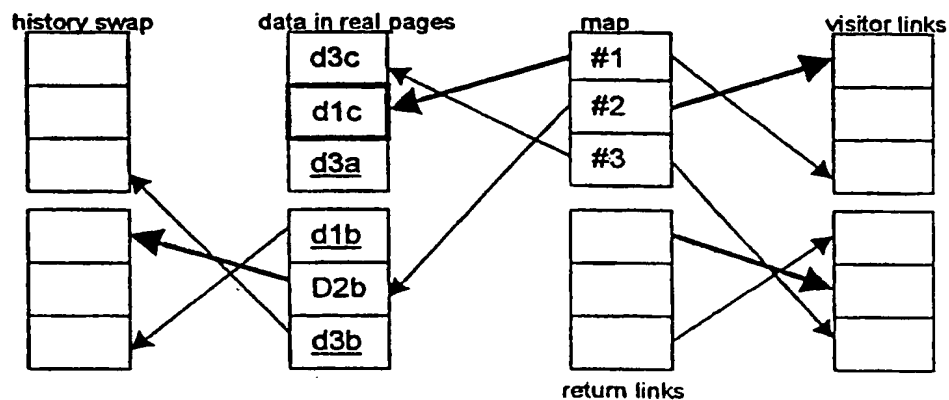 history swap
data in real pages
map
visitor links
d3c
#1
d1c
#2
d3a
#3
d1b
D2b
d3b
return links